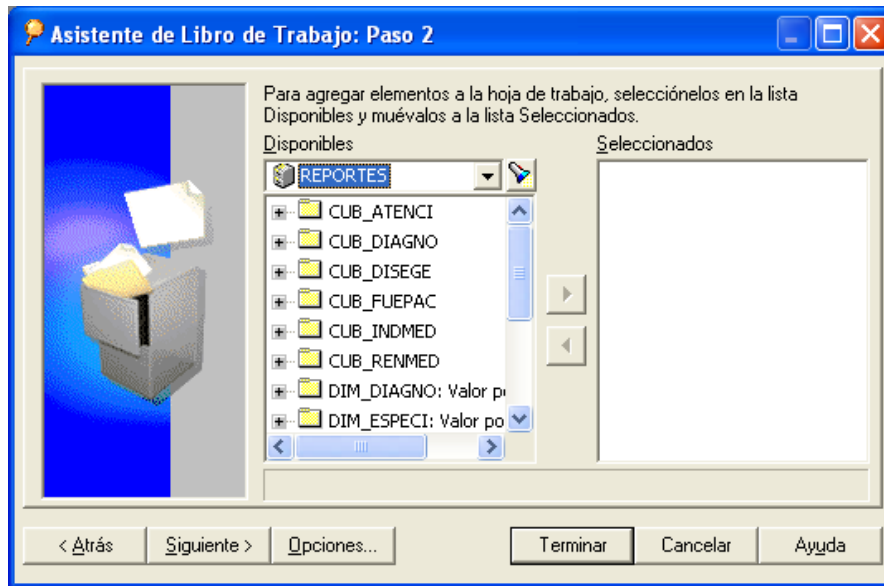 Asistente de Libro de Trabajo: Paso 2
Para agregar elementos a la hoja de trabajo, selecciónelos en la lista
Disponibles y muévalos a la lista Seleccionados.
Disponibles
Seleccionados
REPORTES
CUB_ATENCI
CUB_DIAGNO
CUB_DISEGE
CUB_FUEPAC
CUB_INDMED
CUB_RENMED
DIM_DIAGNO: Valor p
DIM_ESPECI: Valor po
< Atrás
Siguiente >
Opciones...
Terminar
Cancelar
Ayuda